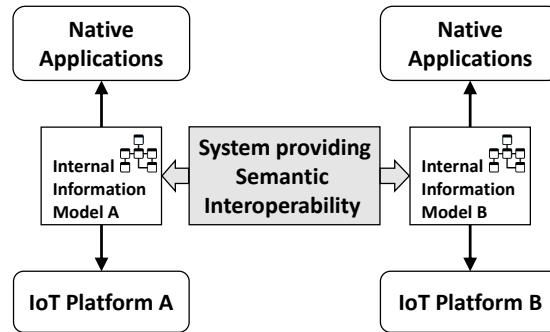 Native
Applications
Native
Applications
Internal
Information
Model A
System providing
Semantic
Interoperability
Internal
Information
Model B
IoT Platform A
IoT Platform B